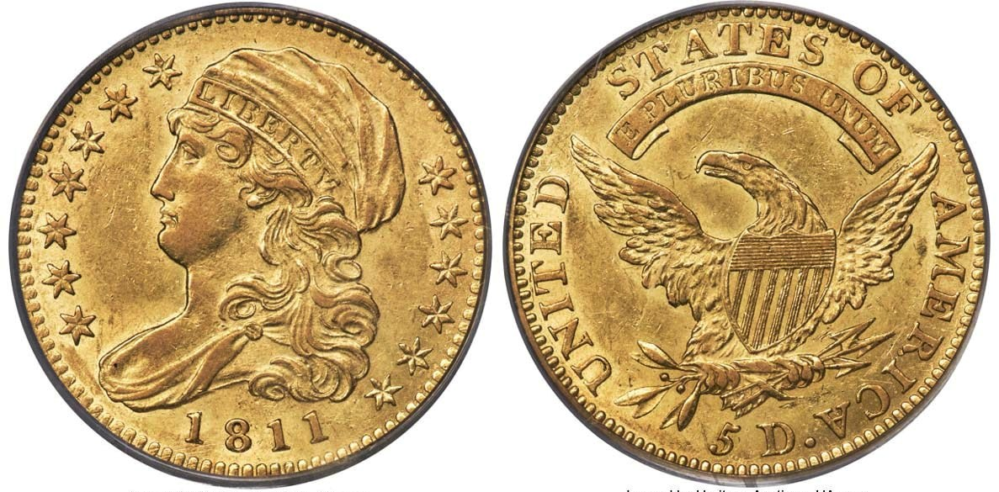 LIBERTY
1811
UNITED STATES OF AMERICA
E PLURIBUS UNUM
5 D.